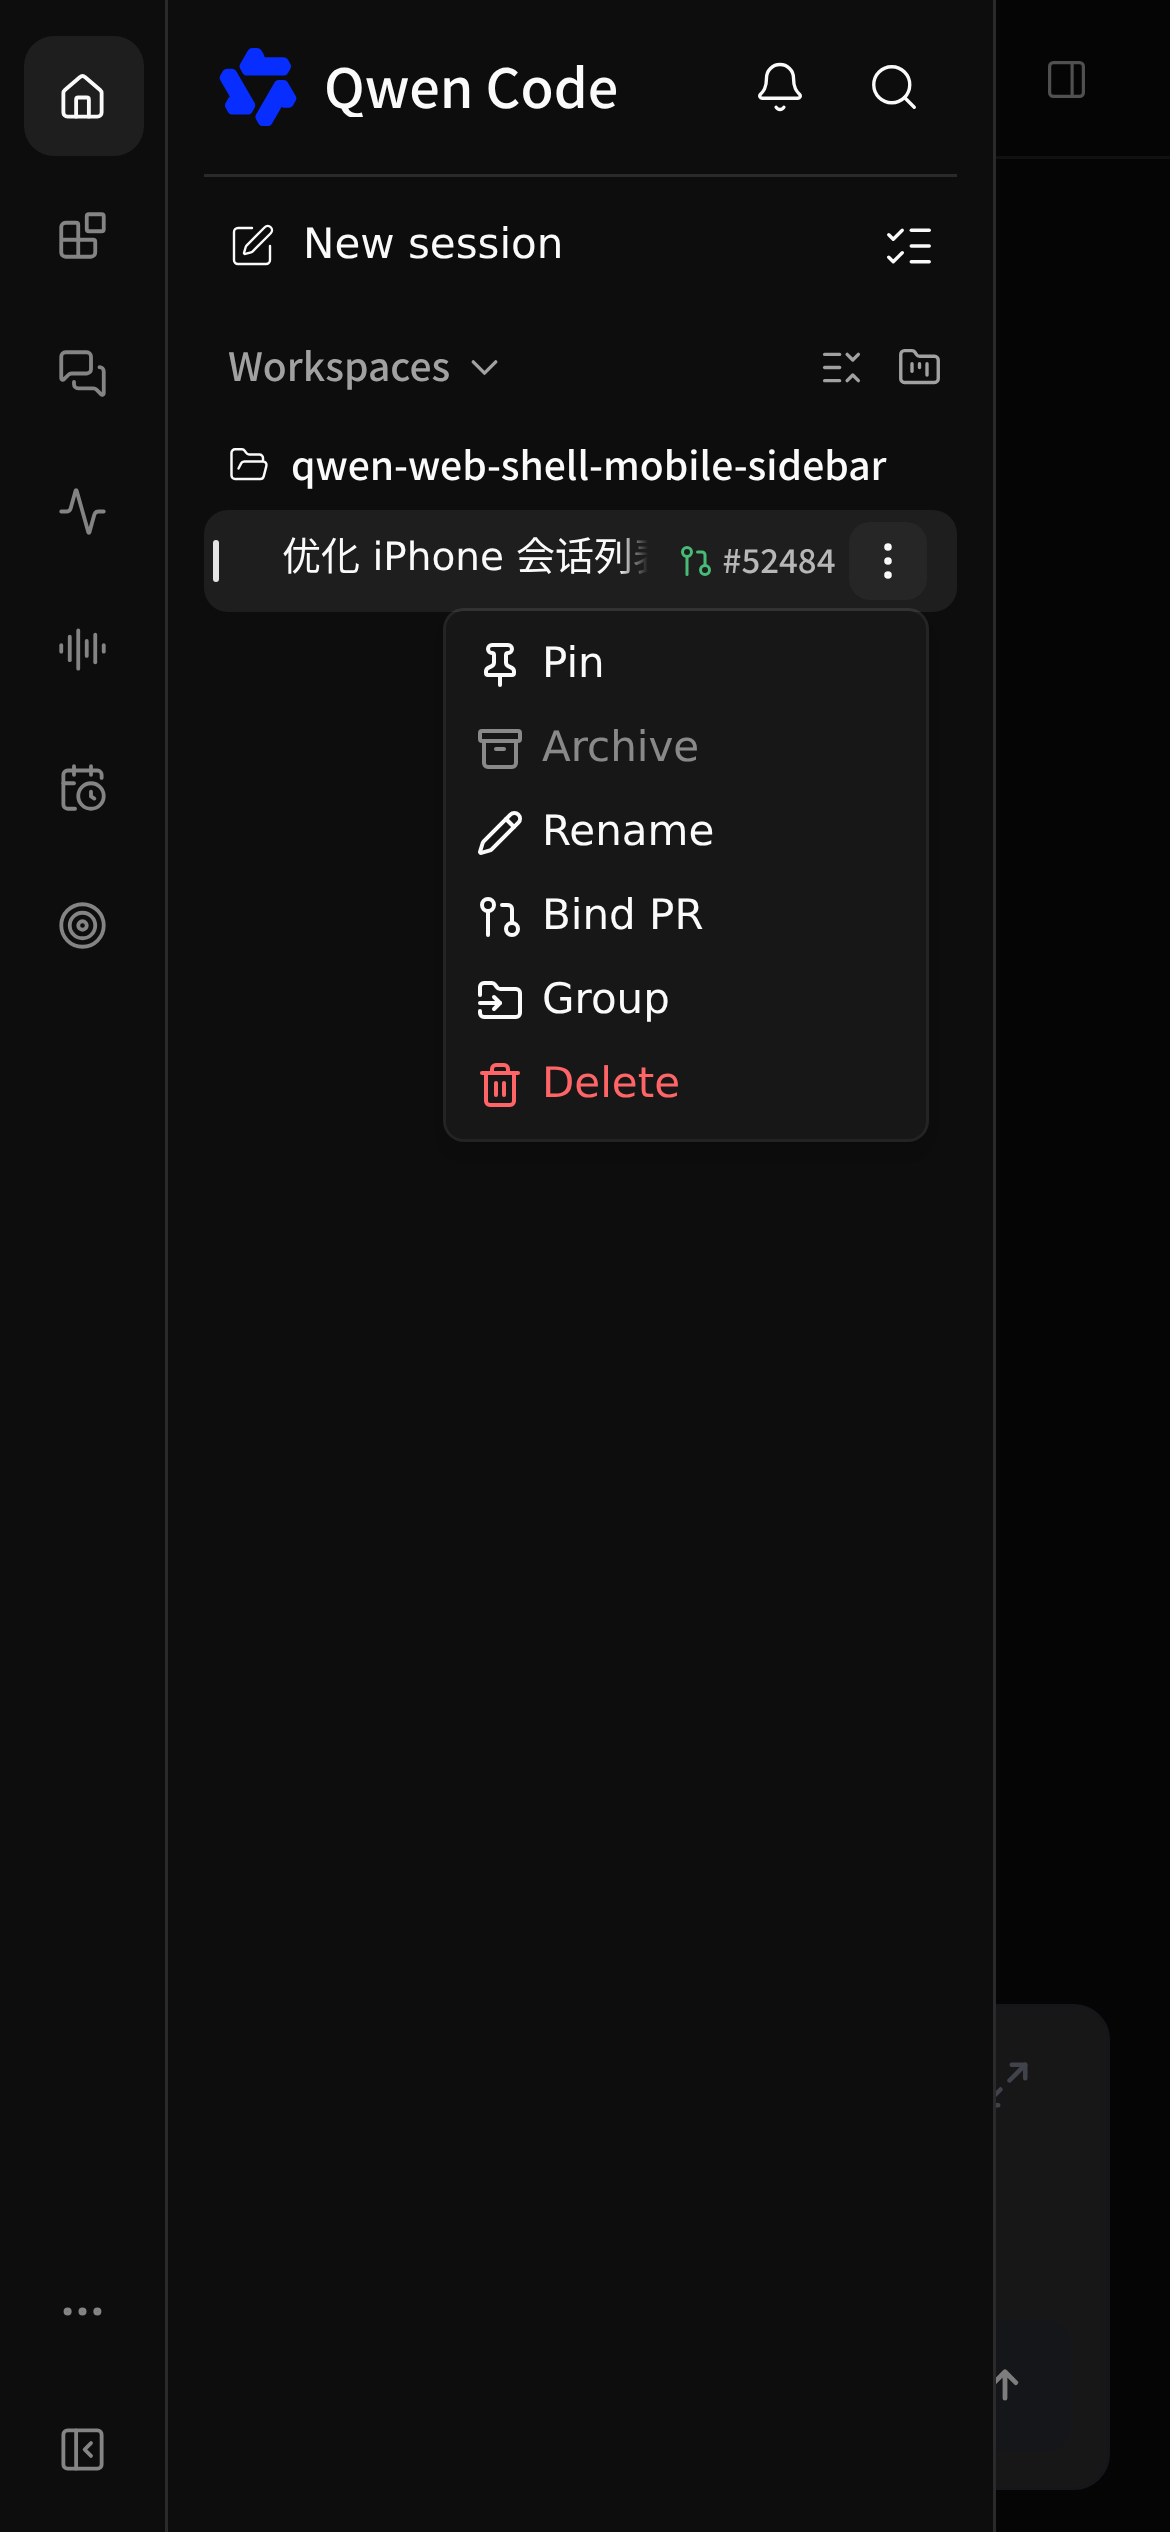 Qwen Code
New session
Workspaces
qwen-web-shell-mobile-sidebar
优化 iPhone 会话列 #52484
Pin
Archive
Rename
Bind PR
Group
Delete